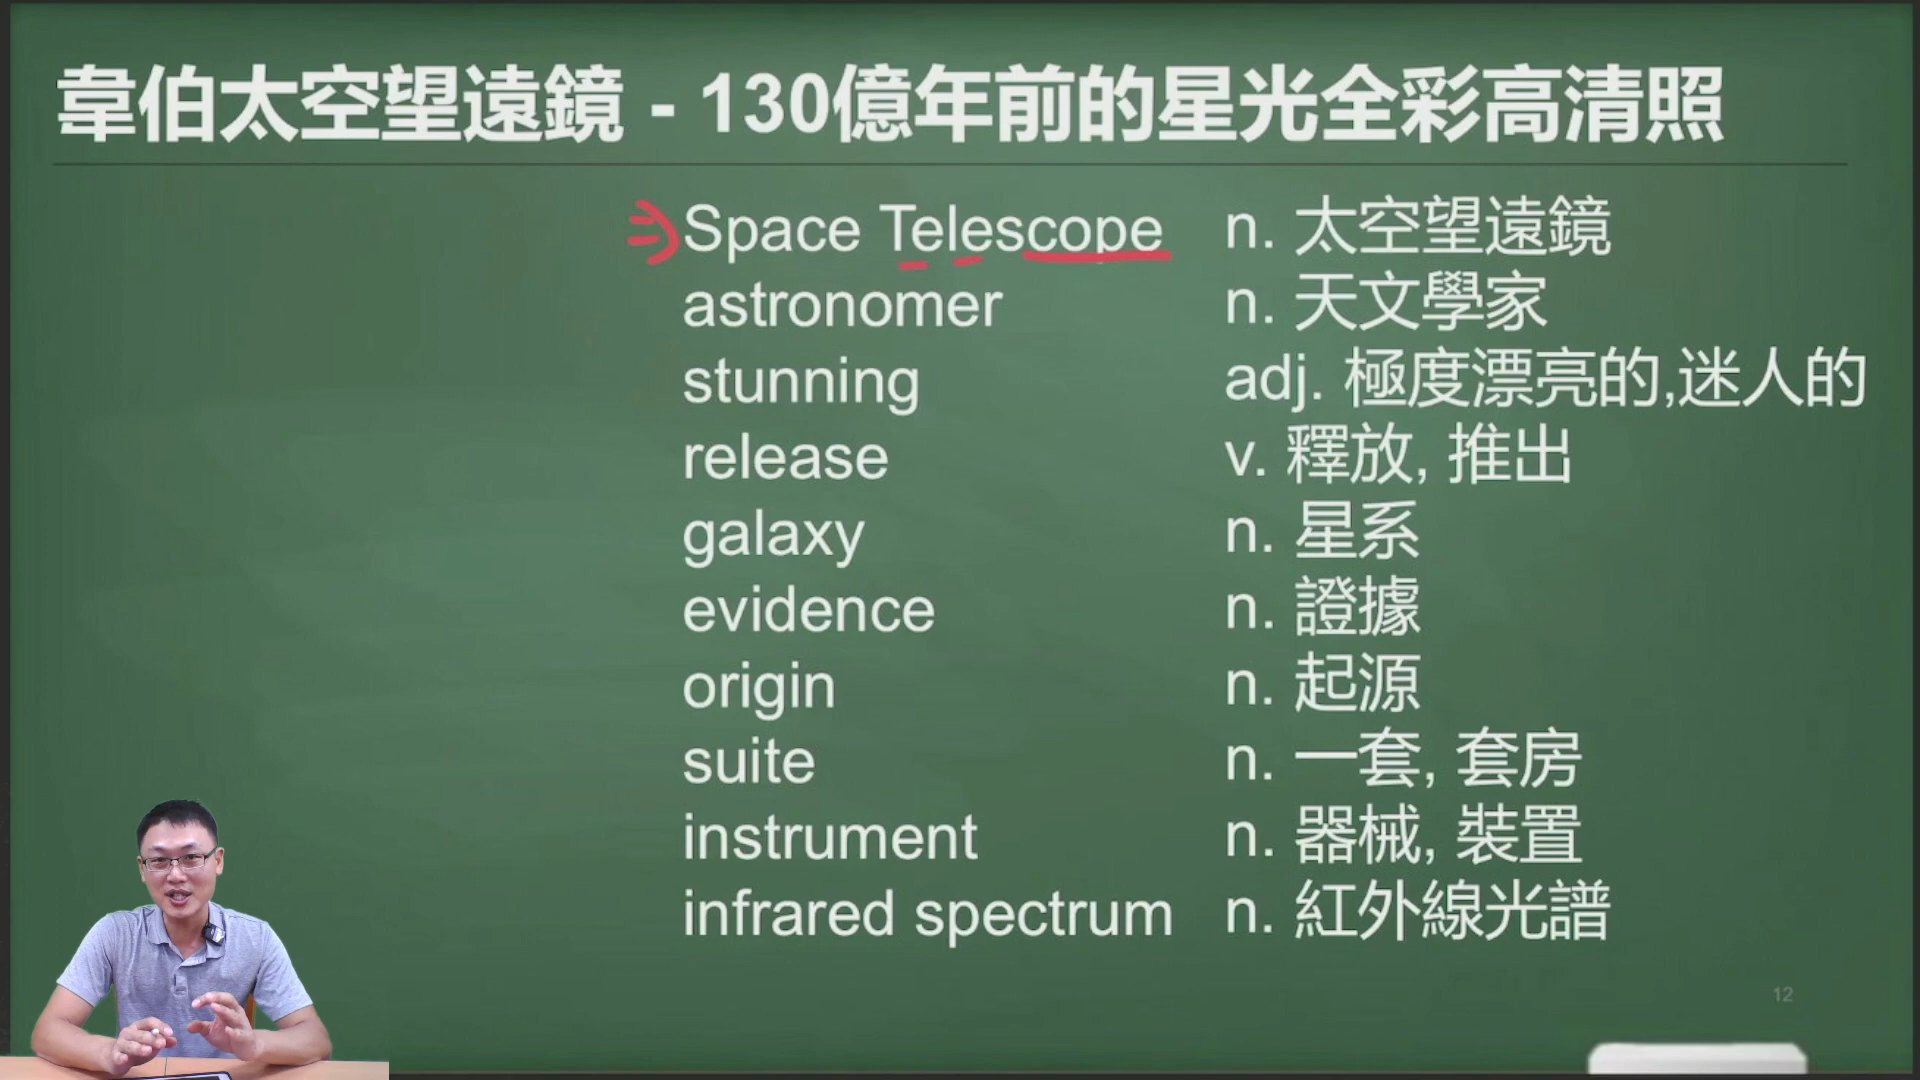 韋伯太空望遠鏡 - 130億年前的星光全彩高清照
Space Telescope n. 太空望遠鏡
astronomer n. 天文學家
stunning adj. 極度漂亮的,迷人的
release v. 釋放, 推出
galaxy n. 星系
evidence n. 證據
origin n. 起源
suite n. 一套, 套房
instrument n. 器械, 裝置
infrared spectrum n. 紅外線光譜
12